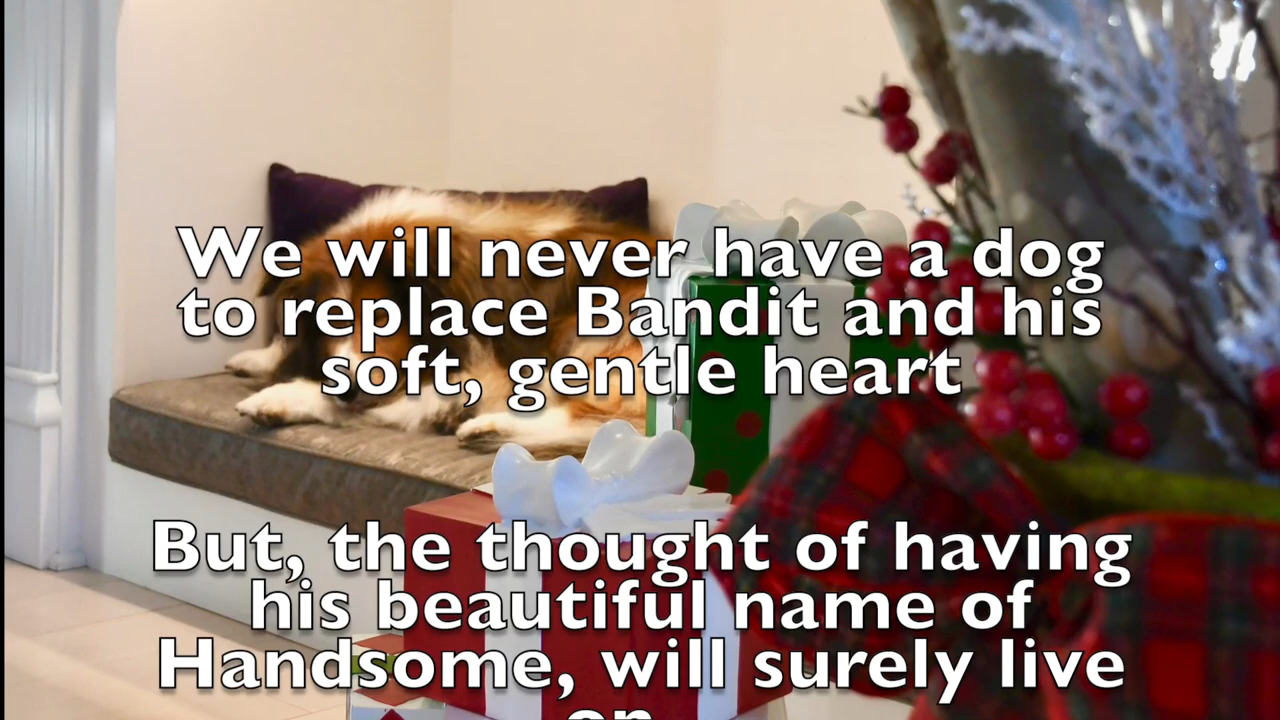 We will never have a dog
to replace Bandit and his
soft, gentle heart
But, the thought of having
his beautiful name of
Handsome, will surely live
on